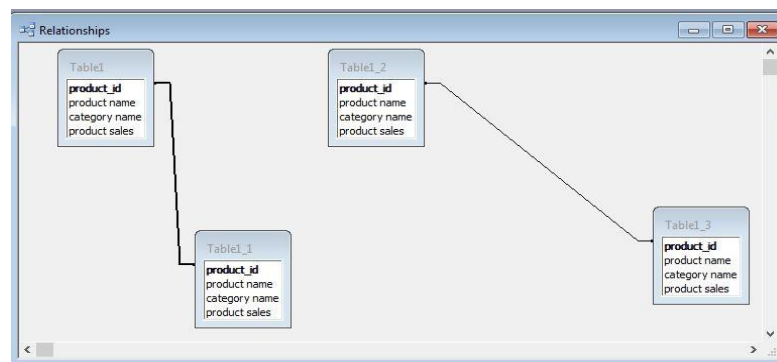 Relationships
Table1
product_id
product name
category name
product sales
Table1_2
product_id
product name
category name
product sales
Table1_1
product_id
product name
category name
product sales
Table1_3
product_id
product name
category name
product sales